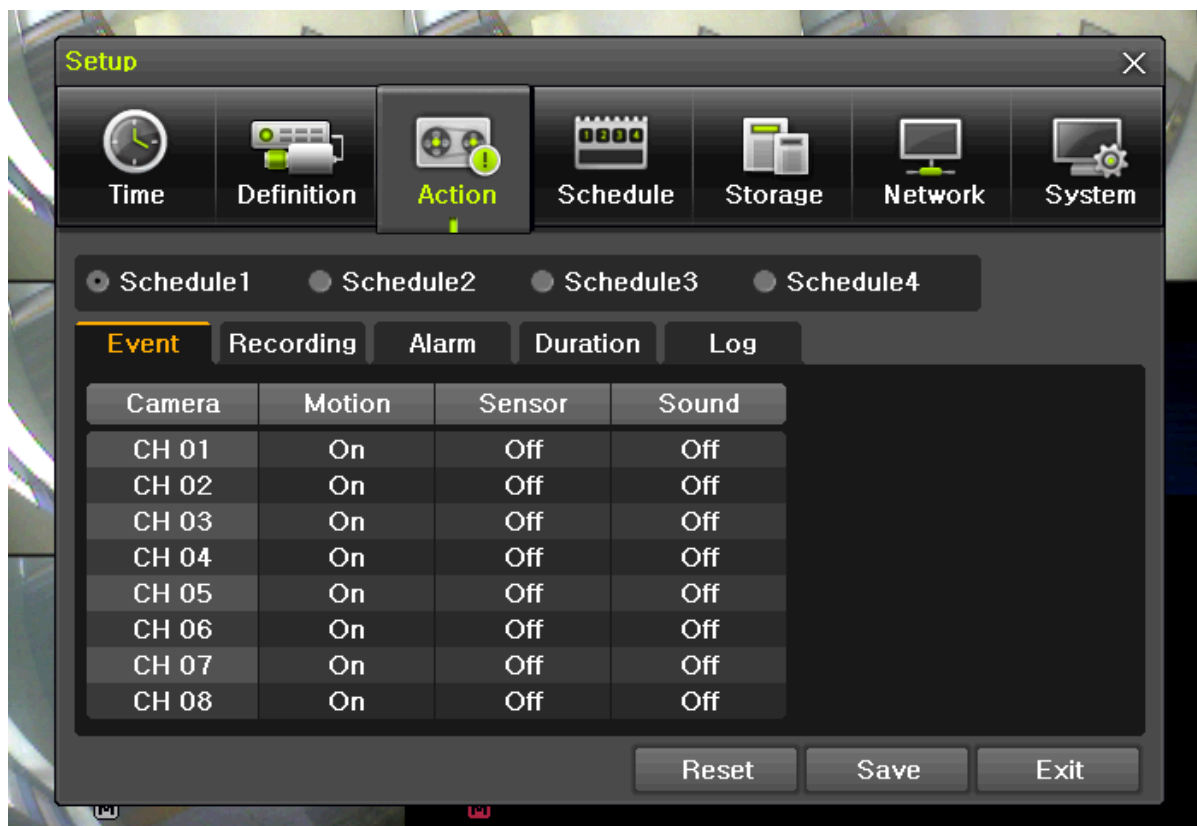 Setup
Time Definition Action Schedule Storage Network System
Schedule1 Schedule2 Schedule3 Schedule4
Event Recording Alarm Duration Log
Camera Motion Sensor Sound
CH 01 On Off Off
CH 02 On Off Off
CH 03 On Off Off
CH 04 On Off Off
CH 05 On Off Off
CH 06 On Off Off
CH 07 On Off Off
CH 08 On Off Off
Reset Save Exit
M M